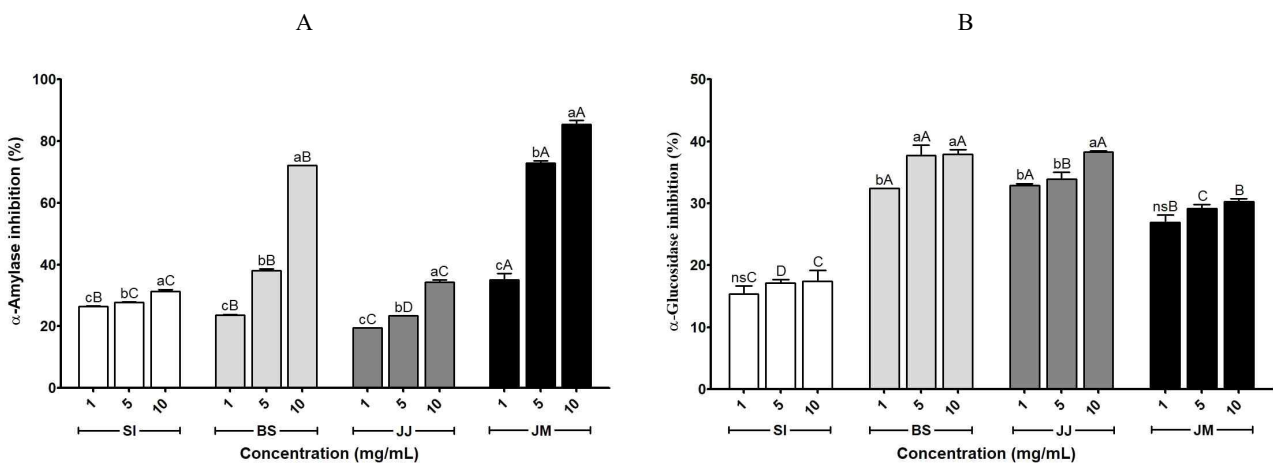 A
α-Amylase inhibition (%)
100
80
60
40
20
0
cB bC aC cB bB aB cC bD aC cA bA aA
1 5 10 1 5 10 1 5 10 1 5 10
SI BS JJ JM
Concentration (mg/mL)
B
α-Glucosidase inhibition (%)
50
40
30
20
10
0
nsC D C bA aA aA bA bB aA nsB C B
1 5 10 1 5 10 1 5 10 1 5 10
SI BS JJ JM
Concentration (mg/mL)